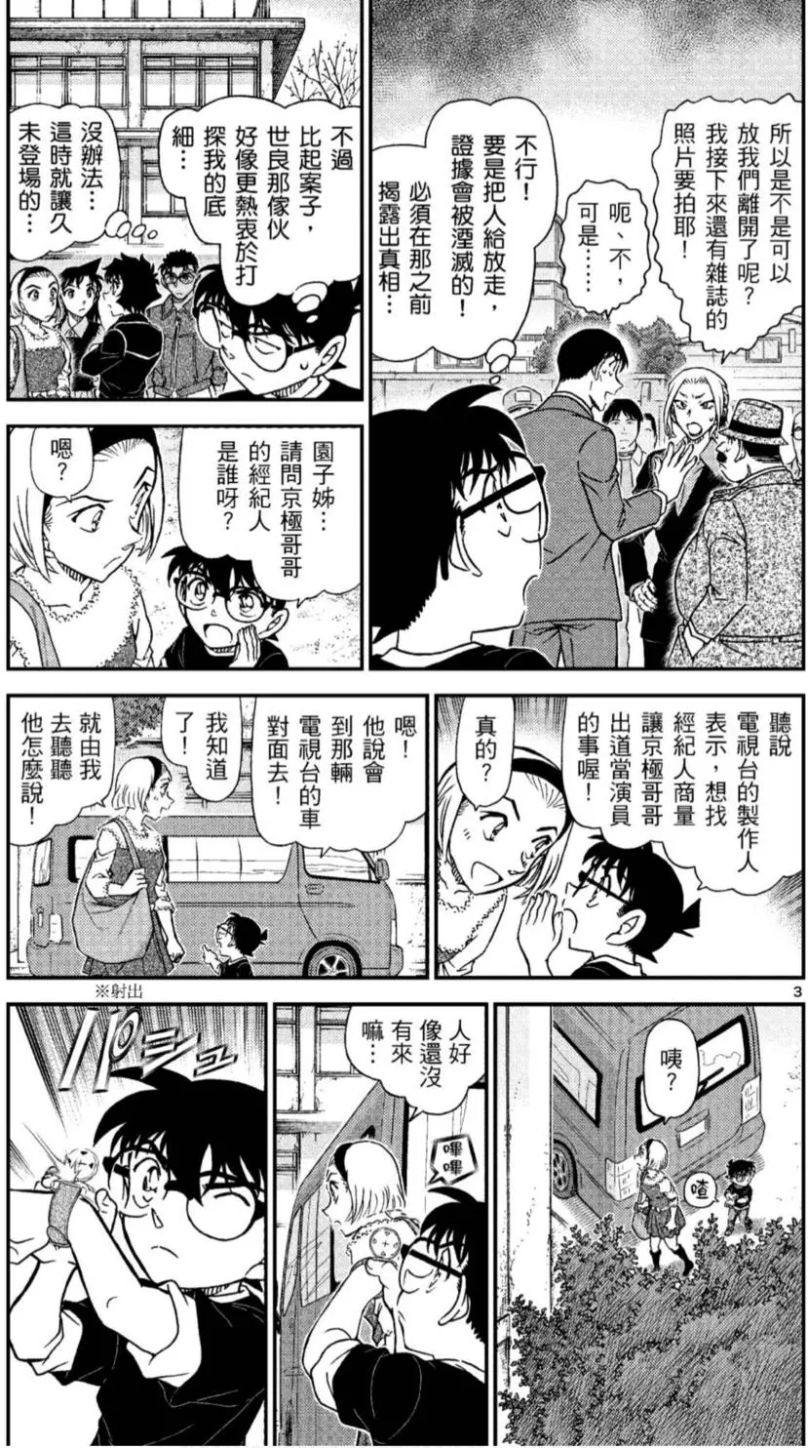 所以是不是可以
放我們離開了呢?
我接下來還有雜誌的
照片要拍耶!
呃、不,
可是……
不行!
要是把人給放走,
證據會被湮滅的!
必須在那之前
揭露出真相…
不過
比起案子,
世良那傢伙
好像更熱衷於打
探我的底
細…
沒辦法…
這時就讓久
未登場的…
園子姊…
請問京極哥哥
的經紀人
是誰呀?
嗯?
聽說
電視台的製作人
表示,想找
經紀人商量
讓京極哥哥
出道當演員
的事喔!
真的?
嗯!
他說會
到那輛
電視台的車
對面去!
我知道
了!
就由我
去聽聽
他怎麼說!
3
咦?
喳
人好
像還沒
有來
嘛…
嗶
嗶
※射出
パシュ